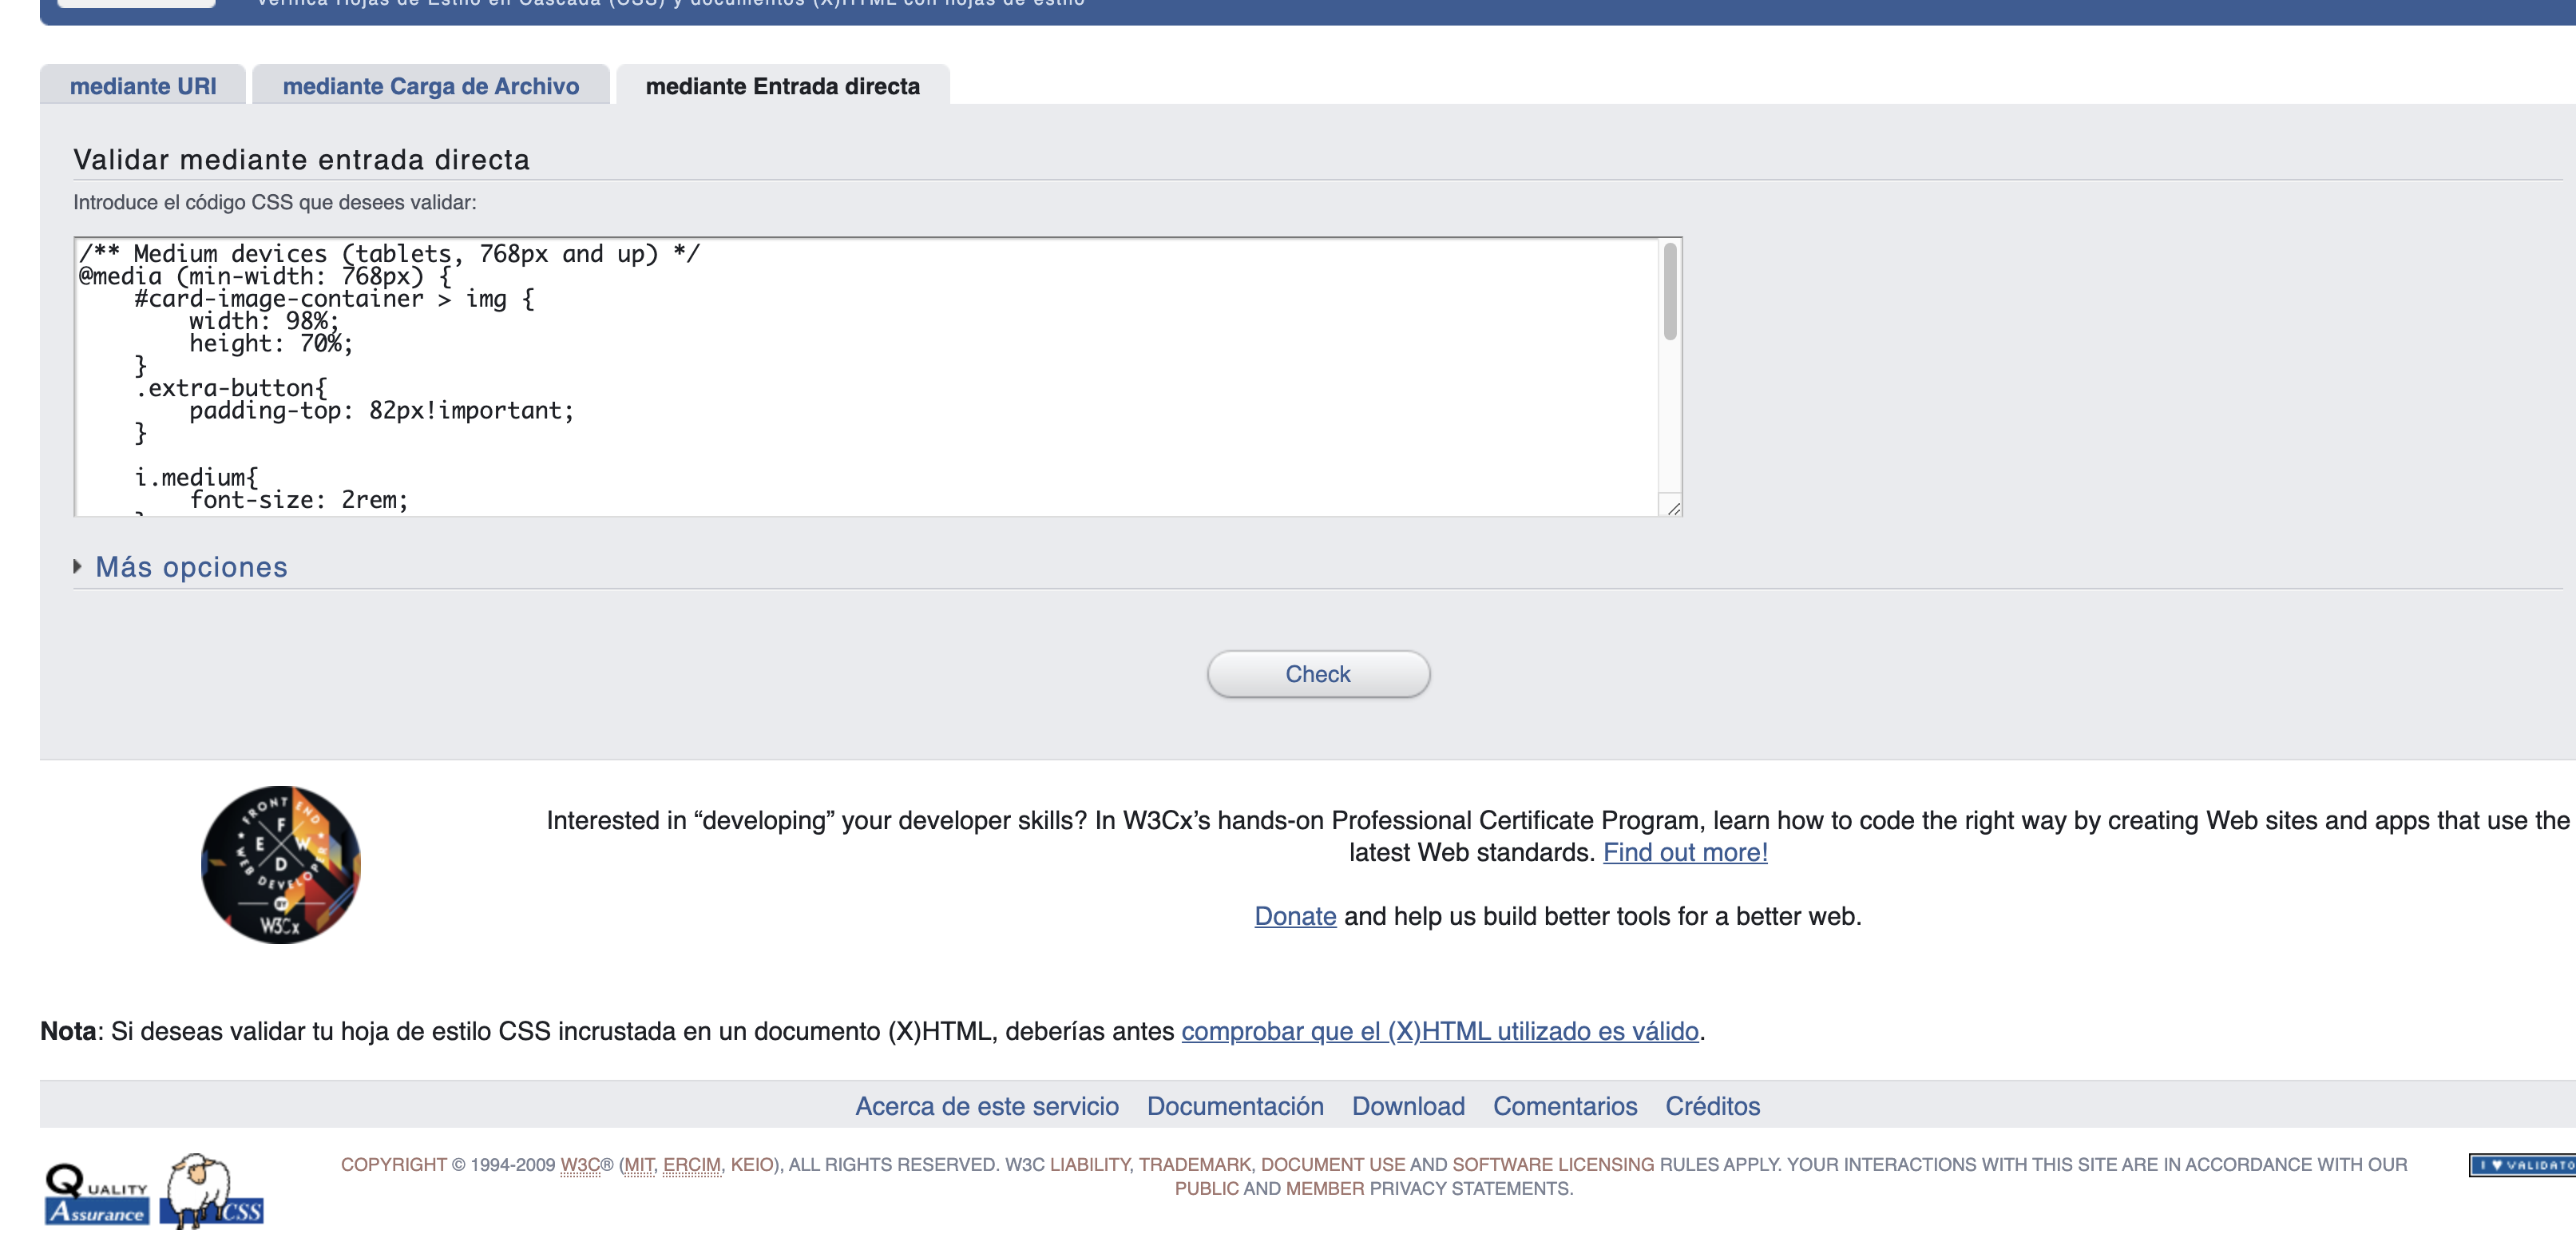 Verifica Hojas de Estilo en Cascada (CSS) y documentos (X)HTML con hojas de estilo
mediante URI
mediante Carga de Archivo
mediante Entrada directa
Validar mediante entrada directa
Introduce el código CSS que desees validar:
/** Medium devices (tablets, 768px and up) */
@media (min-width: 768px) {
#card-image-container > img {
width: 98%;
height: 70%;
}
.extra-button{
padding-top: 82px!important;
}
i.medium{
font-size: 2rem;
}
Más opciones
Check
FRONT END
F
E W
D
WEB DEVELOPER
BY
W3Cx
Interested in “developing” your developer skills? In W3Cx’s hands-on Professional Certificate Program, learn how to code the right way by creating Web sites and apps that use the
latest Web standards. Find out more!
Donate and help us build better tools for a better web.
Nota: Si deseas validar tu hoja de estilo CSS incrustada en un documento (X)HTML, deberías antes comprobar que el (X)HTML utilizado es válido.
Acerca de este servicio Documentación Download Comentarios Créditos
QUALITY
Assurance
CSS
COPYRIGHT © 1994-2009 W3C® (MIT, ERCIM, KEIO), ALL RIGHTS RESERVED. W3C LIABILITY, TRADEMARK, DOCUMENT USE AND SOFTWARE LICENSING RULES APPLY. YOUR INTERACTIONS WITH THIS SITE ARE IN ACCORDANCE WITH OUR
PUBLIC AND MEMBER PRIVACY STATEMENTS.
I ♥ VALIDATO